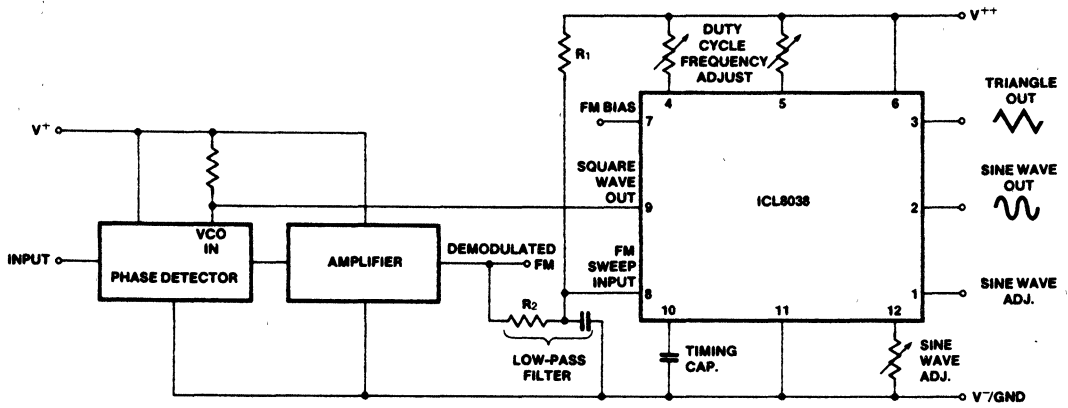 V++
DUTY
CYCLE
FREQUENCY
ADJUST
R1
4
5
6
TRIANGLE
OUT
FM BIAS
7
3
V+
SQUARE
WAVE
OUT
9
ICL8038
SINE WAVE
OUT
2
VCO
IN
INPUT
PHASE DETECTOR
AMPLIFIER
DEMODULATED
FM
FM
SWEEP
INPUT
8
1
SINE WAVE
ADJ.
R2
LOW-PASS
FILTER
10
11
12
TIMING
CAP.
SINE
WAVE
ADJ.
V-/GND